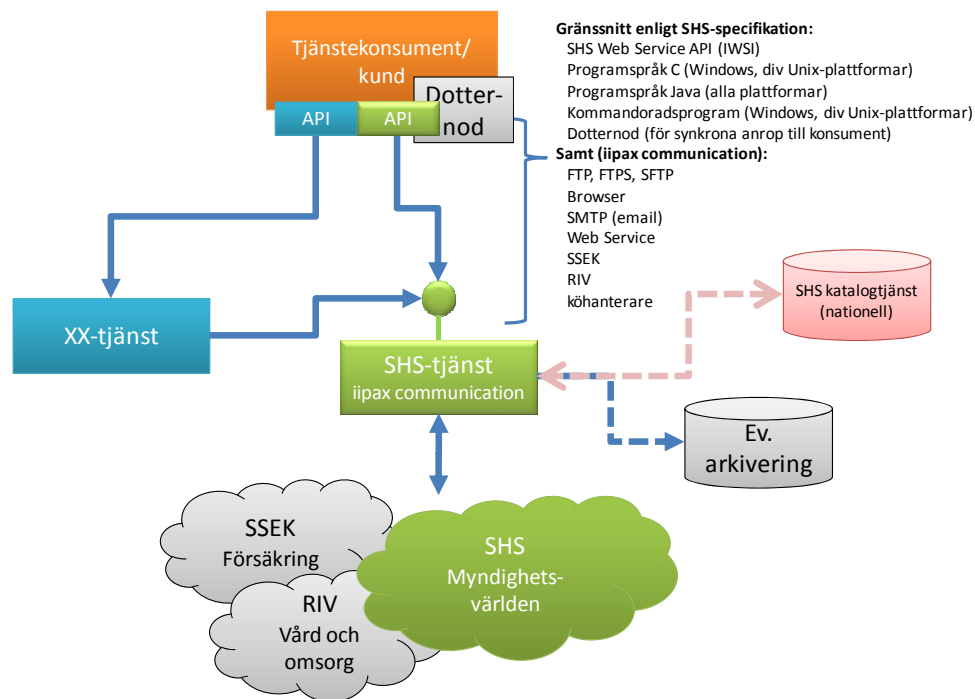 Tjänstekonsument/
kund
API
API
Dotter-
nod
Gränssnitt enligt SHS-specifikation:
SHS Web Service API (IWSI)
Programspråk C (Windows, div Unix-plattformar)
Programspråk Java (alla plattformar)
Kommandoradsprogram (Windows, div Unix-plattformar)
Dotternod (för synkrona anrop till konsument)
Samt (iipax communication):
FTP, FTPS, SFTP
Browser
SMTP (email)
Web Service
SSEK
RIV
köhanterare
SHS katalogtjänst
(nationell)
XX-tjänst
SHS-tjänst
iipax communication
Ev.
arkivering
SSEK
Försäkring
RIV
Vård och
omsorg
SHS
Myndighets-
världen